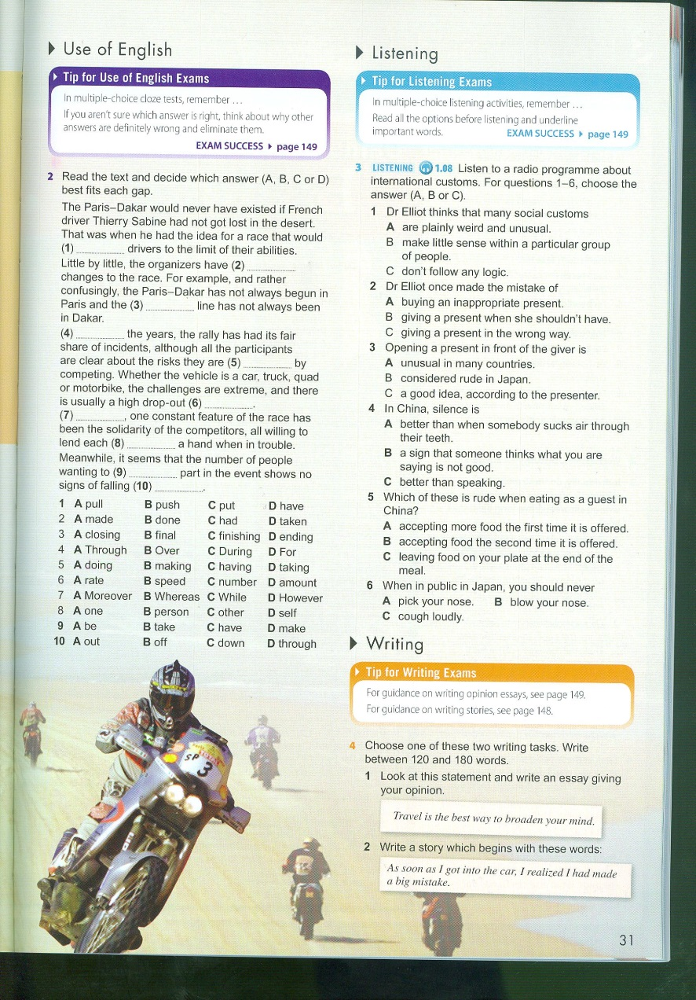 Use of English
Tip for Use of English Exams
In multiple-choice cloze tests, remember ...
If you aren't sure which answer is right, think about why other
answers are definitely wrong and eliminate them.
EXAM SUCCESS page 149
2 Read the text and decide which answer (A, B, C or D)
best fits each gap.
The Paris–Dakar would never have existed if French
driver Thierry Sabine had not got lost in the desert.
That was when he had the idea for a race that would
(1) __________ drivers to the limit of their abilities.
Little by little, the organizers have (2) __________
changes to the race. For example, and rather
confusingly, the Paris–Dakar has not always begun in
Paris and the (3) __________ line has not always been
in Dakar.
(4) __________ the years, the rally has had its fair
share of incidents, although all the participants
are clear about the risks they are (5) __________ by
competing. Whether the vehicle is a car, truck, quad
or motorbike, the challenges are extreme, and there
is usually a high drop-out (6) __________.
(7) __________, one constant feature of the race has
been the solidarity of the competitors, all willing to
lend each (8) __________ a hand when in trouble.
Meanwhile, it seems that the number of people
wanting to (9) __________ part in the event shows no
signs of falling (10) __________.
1 A pull B push C put D have
2 A made B done C had D taken
3 A closing B final C finishing D ending
4 A Through B Over C During D For
5 A doing B making C having D taking
6 A rate B speed C number D amount
7 A Moreover B Whereas C While D However
8 A one B person C other D self
9 A be B take C have D make
10 A out B off C down D through
SP 3
Listening
Tip for Listening Exams
In multiple-choice listening activities, remember ...
Read all the options before listening and underline
important words. EXAM SUCCESS page 149
3 LISTENING 1.08 Listen to a radio programme about
international customs. For questions 1–6, choose the
answer (A, B or C).
1 Dr Elliot thinks that many social customs
A are plainly weird and unusual.
B make little sense within a particular group
of people.
C don't follow any logic.
2 Dr Elliot once made the mistake of
A buying an inappropriate present.
B giving a present when she shouldn't have.
C giving a present in the wrong way.
3 Opening a present in front of the giver is
A unusual in many countries.
B considered rude in Japan.
C a good idea, according to the presenter.
4 In China, silence is
A better than when somebody sucks air through
their teeth.
B a sign that someone thinks what you are
saying is not good.
C better than speaking.
5 Which of these is rude when eating as a guest in
China?
A accepting more food the first time it is offered.
B accepting food the second time it is offered.
C leaving food on your plate at the end of the
meal.
6 When in public in Japan, you should never
A pick your nose. B blow your nose.
C cough loudly.
Writing
Tip for Writing Exams
For guidance on writing opinion essays, see page 149.
For guidance on writing stories, see page 148.
4 Choose one of these two writing tasks. Write
between 120 and 180 words.
1 Look at this statement and write an essay giving
your opinion.
Travel is the best way to broaden your mind.
2 Write a story which begins with these words:
As soon as I got into the car, I realized I had made
a big mistake.
31